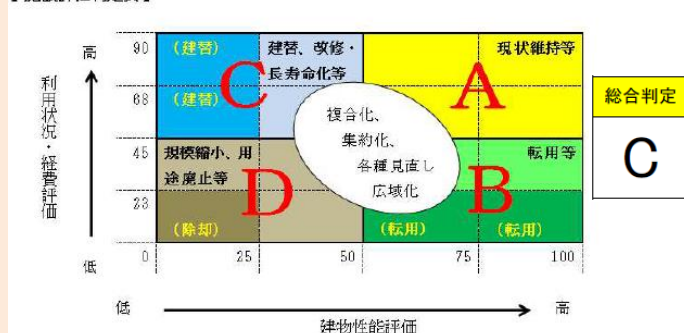 高
90
68
45
23
低
利用状況・経費評価
(建替)
(建替)
C
建替、改修・
長寿命化等
現状維持等
A
複合化、
集約化、
各種見直し
広域化
規模縮小、用
途廃止等
D
(除却)
転用等
B
(転用)
(転用)
0
25
50
75
100
低
高
建物性能評価
総合判定
C